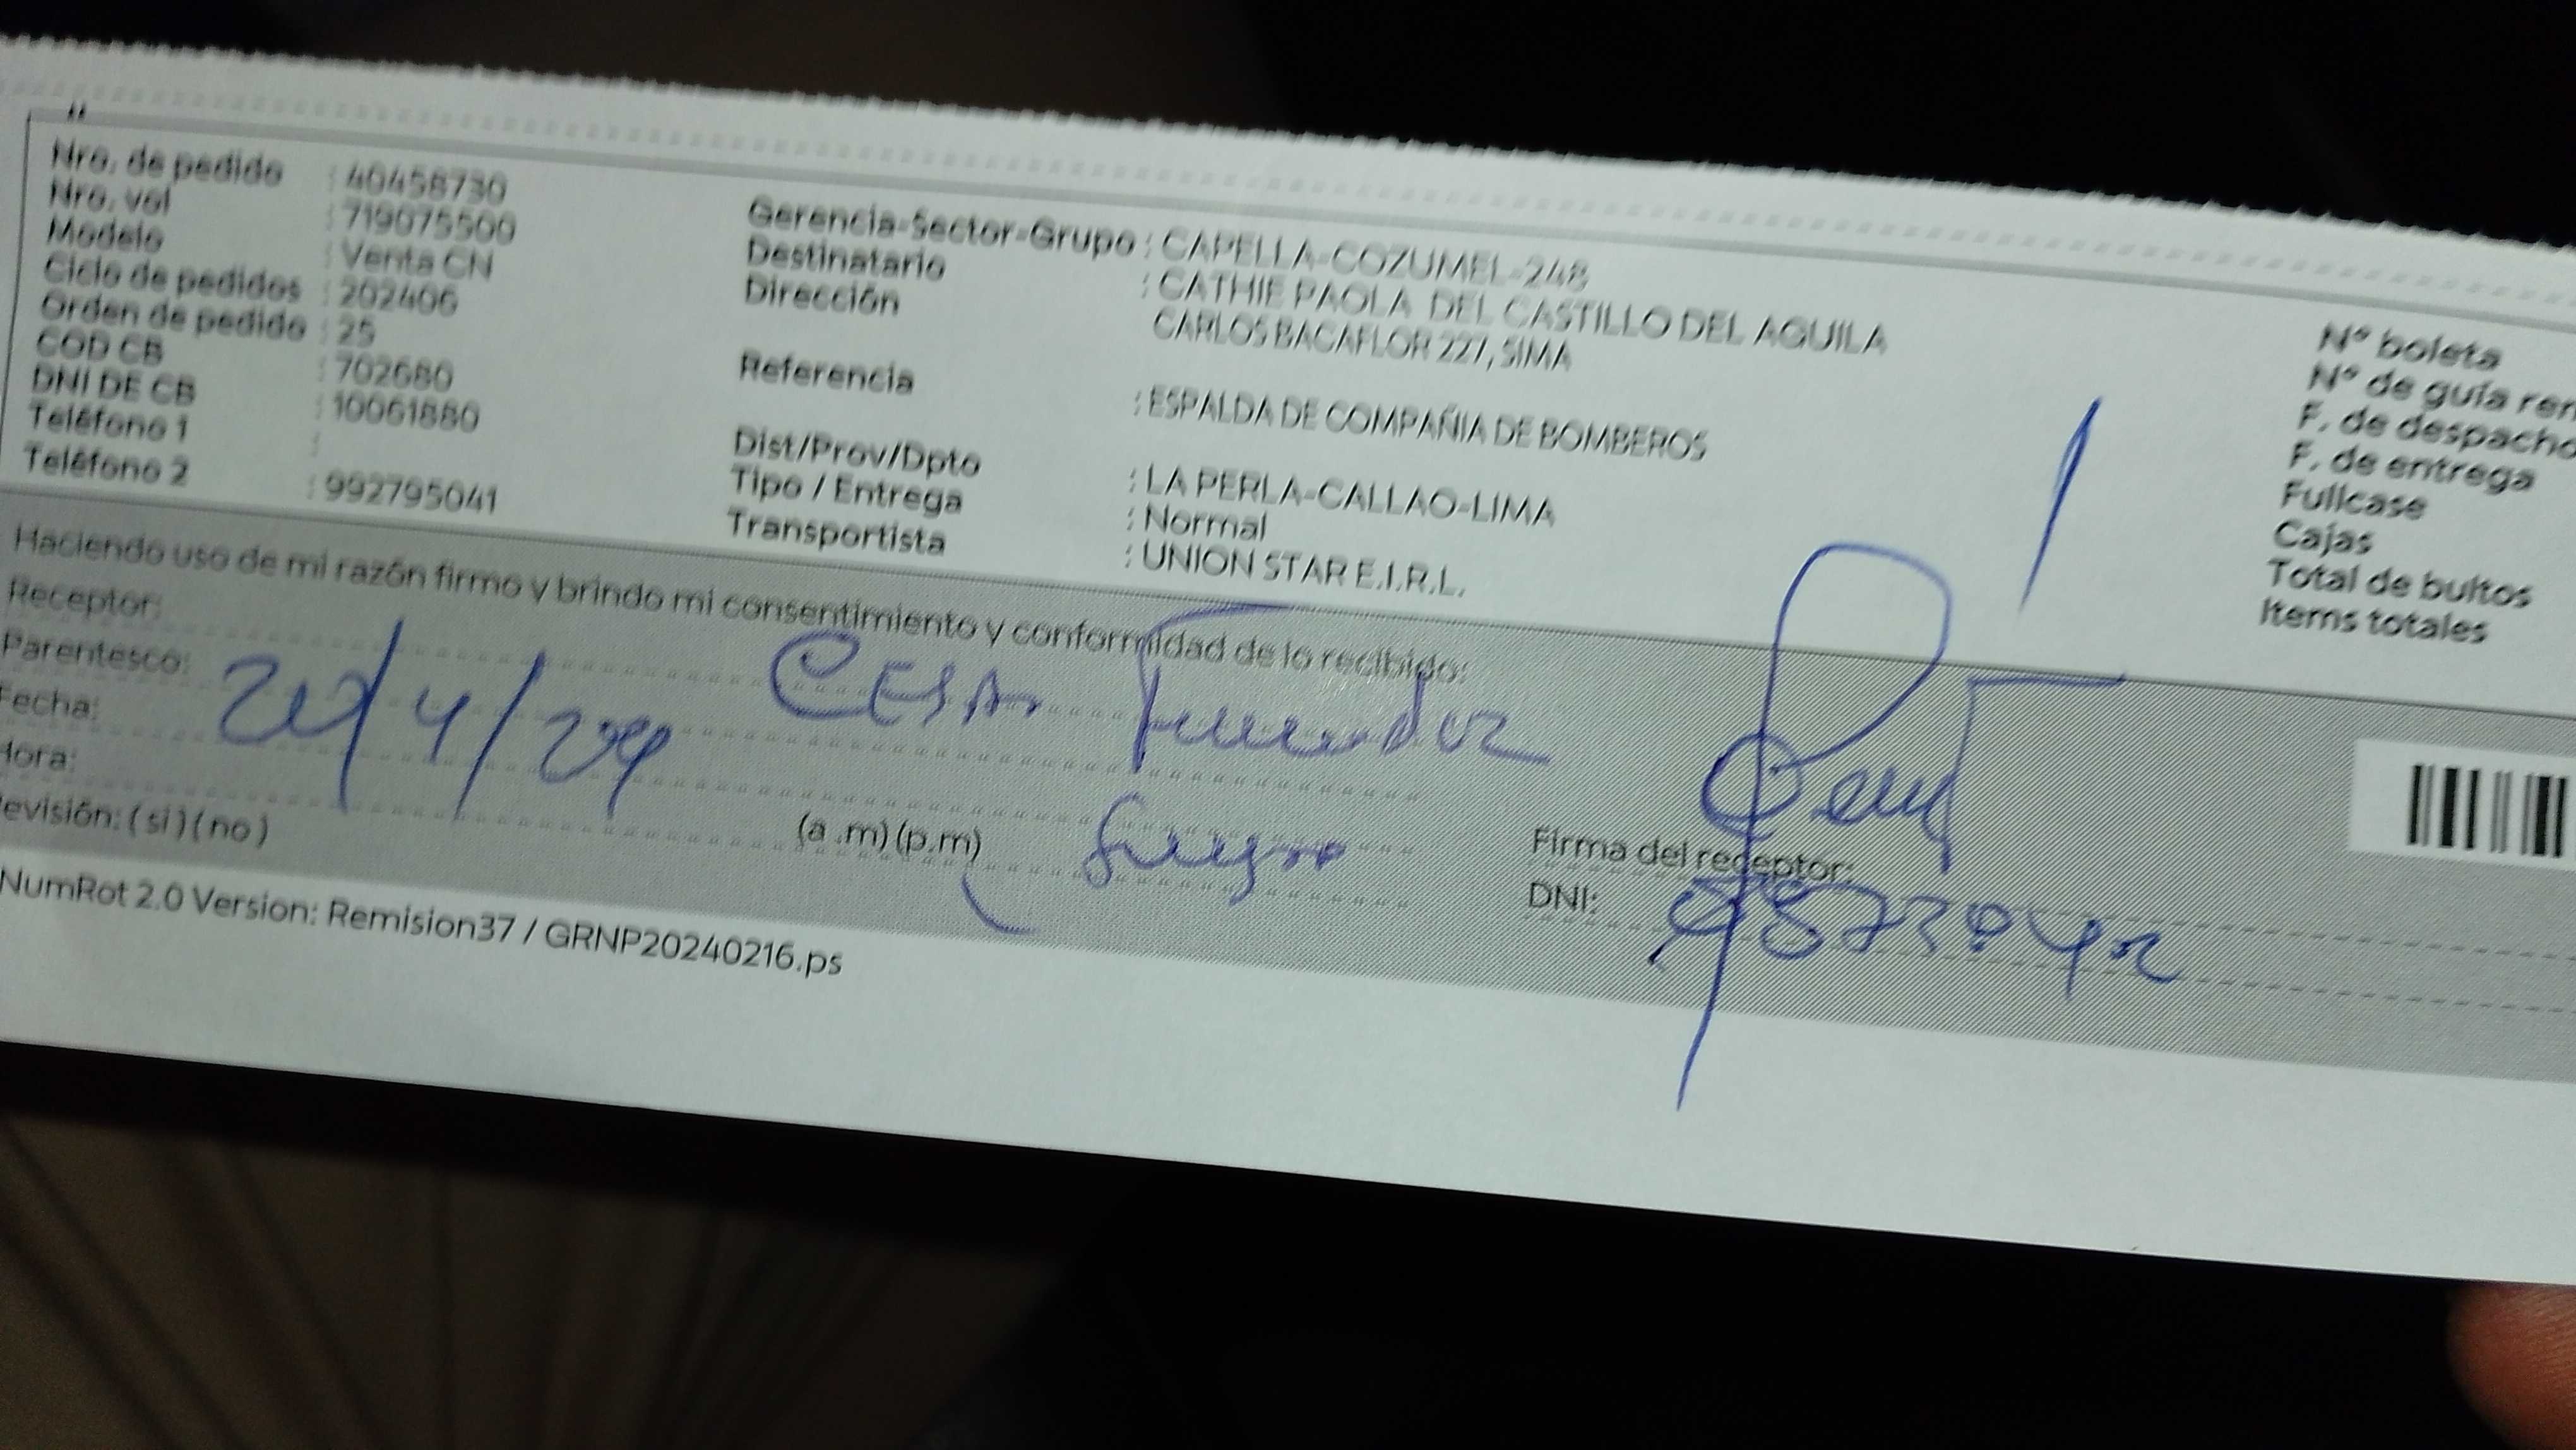 Nro. de pedido : 40458730
Nro. vol : 719075500
Modelo : Venta CN
Ciclo de pedidos : 202406
Orden de pedido : 25
COD CB : 702680
DNI DE CB : 10061880
Teléfono 1 :
Teléfono 2 : 992795041
Gerencia-Sector-Grupo : CAPELLA-COZUMEL-248
Destinatario : CATHIE PAOLA DEL CASTILLO DEL AGUILA
Dirección CARLOS BACAFLOR 227, SIMA
Referencia : ESPALDA DE COMPAÑIA DE BOMBEROS
Dist/Prov/Dpto : LA PERLA-CALLAO-LIMA
Tipo / Entrega : Normal
Transportista : UNION STAR E.I.R.L.
N° boleta
N° de guía
F. de despacho
F. de entrega
Fullcase
Cajas
Total de bultos
Items totales
Haciendo uso de mi razón firmo y brindo mi consentimiento y conformidad de lo recibido:
Receptor: CESAR
Parentesco: Suegro
Fecha: /4/24
Hora: (a .m) (p.m)
Revisión: ( si ) ( no )
Firma del receptor:
DNI:
NumRot 2.0 Version: Remision37 / GRNP20240216.ps